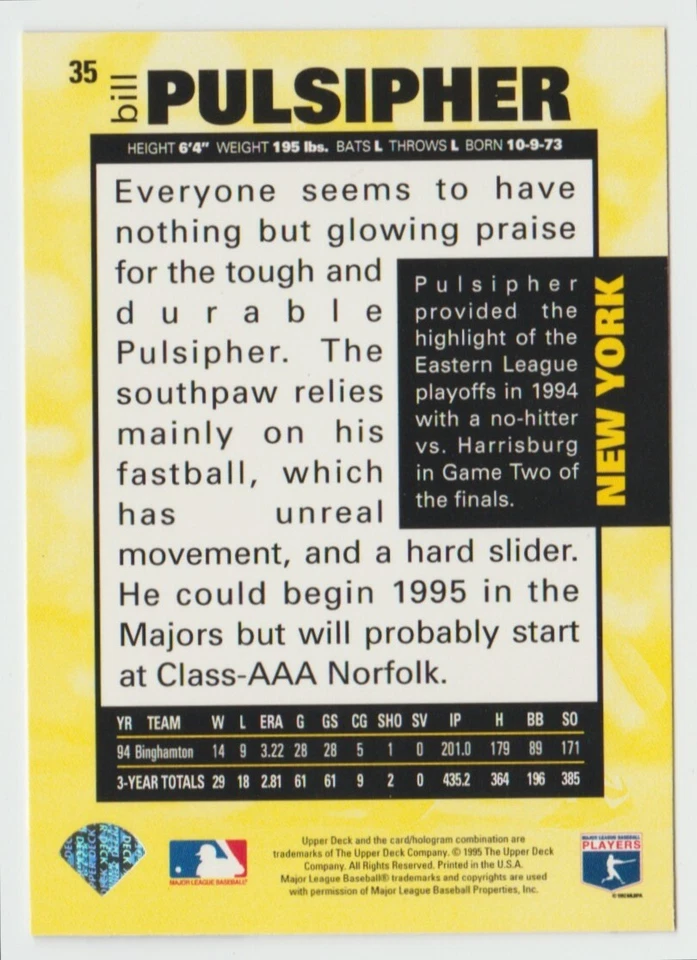 35
bill
PULSIPHER
HEIGHT 6'4" WEIGHT 195 lbs. BATS L THROWS L BORN 10-9-73
Everyone seems to have
nothing but glowing praise
for the tough and
durable
Pulsipher. The
southpaw relies
mainly on his
fastball, which
has unreal
movement, and a hard slider.
He could begin 1995 in the
Majors but will probably start
at Class-AAA Norfolk.
Pulsipher
provided the
highlight of the
Eastern League
playoffs in 1994
with a no-hitter
vs. Harrisburg
in Game Two of
the finals.
NEW YORK
YR TEAM W L ERA G GS CG SHO SV IP H BB SO
94 Binghamton 14 9 3.22 28 28 5 1 0 201.0 179 89 171
3-YEAR TOTALS 29 18 2.81 61 61 9 2 0 435.2 364 196 385
UPPER DECK
MAJOR LEAGUE BASEBALL
Upper Deck and the card/hologram combination are
trademarks of The Upper Deck Company. © 1995 The Upper Deck
Company. All Rights Reserved. Printed in the U.S.A.
Major League Baseball® trademarks and copyrights are used
with permission of Major League Baseball Properties, Inc.
MAJOR LEAGUE BASEBALL
PLAYERS